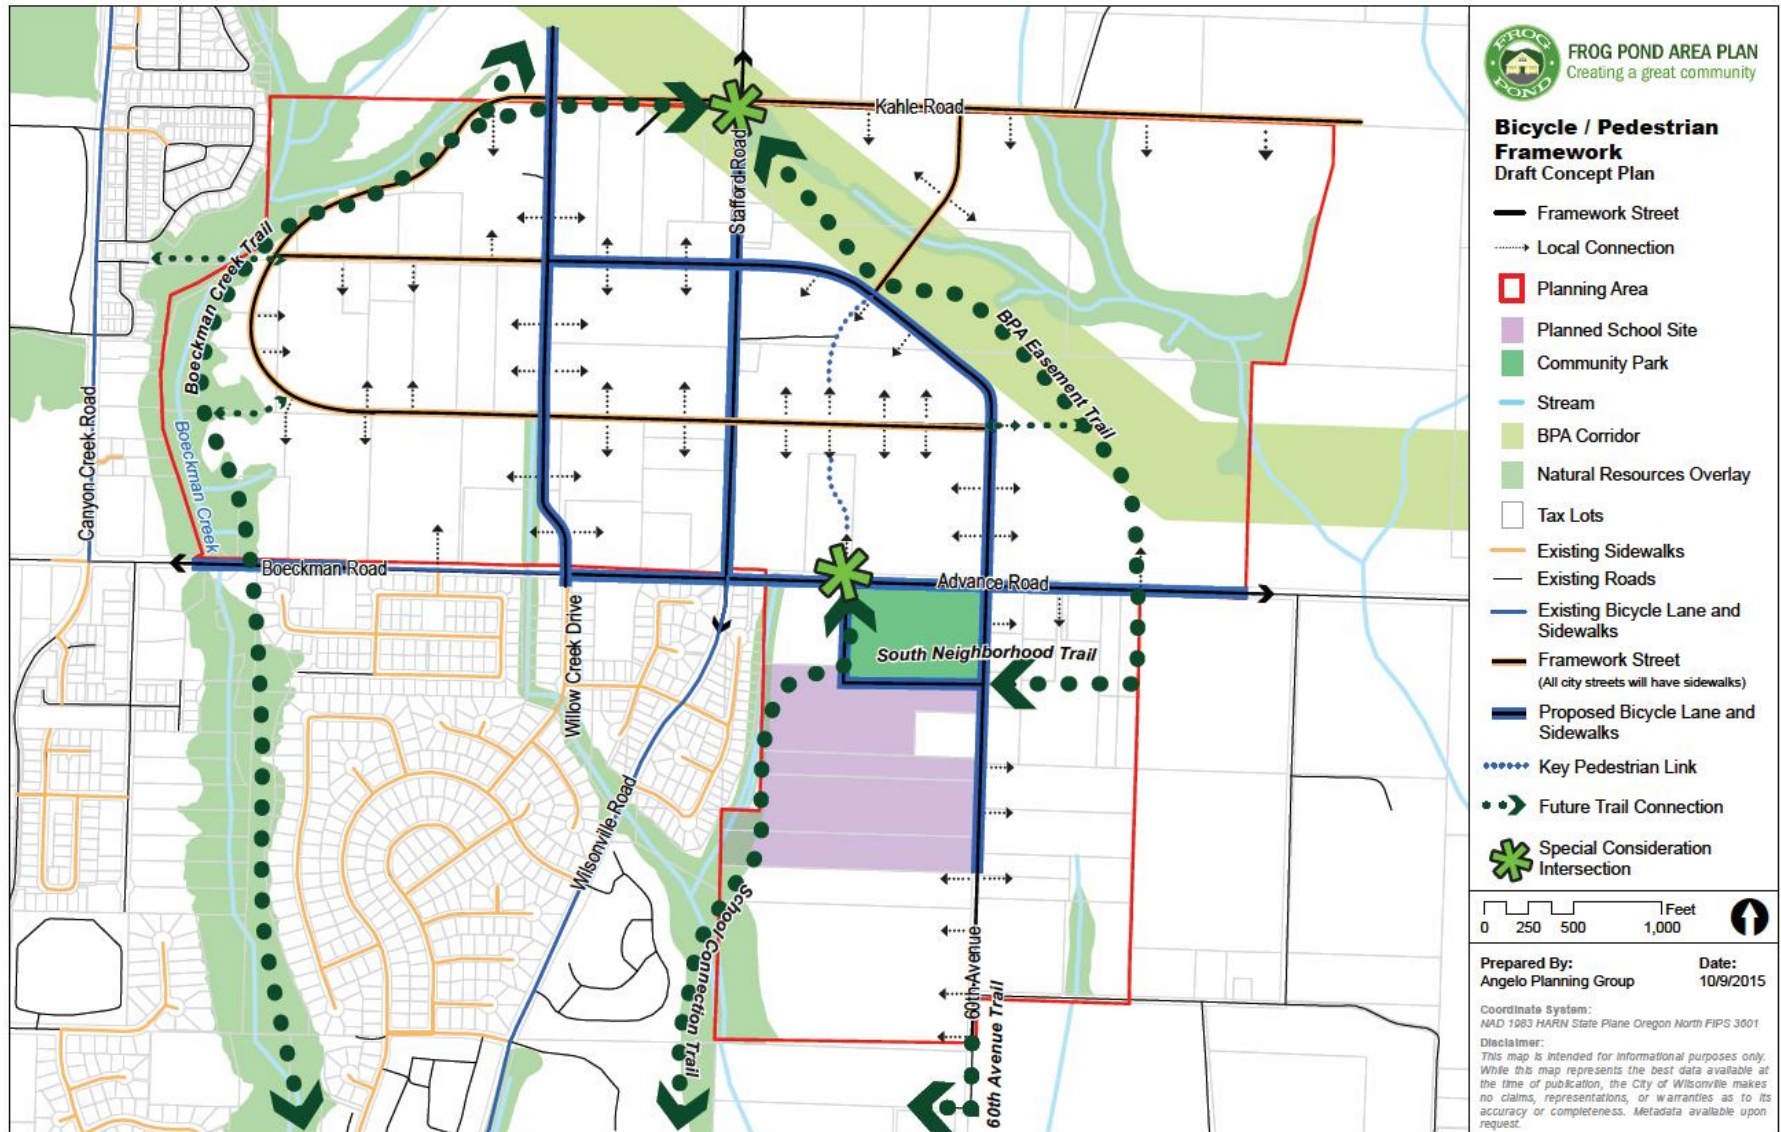 Kahle Road
Stafford Road
Boeckman Creek Trail
BPA Easement Trail
Canyon Creek Road
Boeckman Creek
Boeckman Road
Advance Road
Willow Creek Drive
South Neighborhood Trail
Wilsonville Road
School Connection Trail
60th Avenue
60th Avenue Trail
FROG
POND
FROG POND AREA PLAN
Creating a great community
Bicycle / Pedestrian
Framework
Draft Concept Plan
Framework Street
Local Connection
Planning Area
Planned School Site
Community Park
Stream
BPA Corridor
Natural Resources Overlay
Tax Lots
Existing Sidewalks
Existing Roads
Existing Bicycle Lane and
Sidewalks
Framework Street
(All city streets will have sidewalks)
Proposed Bicycle Lane and
Sidewalks
Key Pedestrian Link
Future Trail Connection
Special Consideration
Intersection
Feet
0 250 500 1,000
Prepared By: Date:
Angelo Planning Group 10/9/2015
Coordinate System:
NAD 1983 HARN State Plane Oregon North FIPS 3601
Disclaimer:
This map is intended for informational purposes only.
While this map represents the best data available at
the time of publication, the City of Wilsonville makes
no claims, representations, or warranties as to its
accuracy or completeness. Metadata available upon
request.